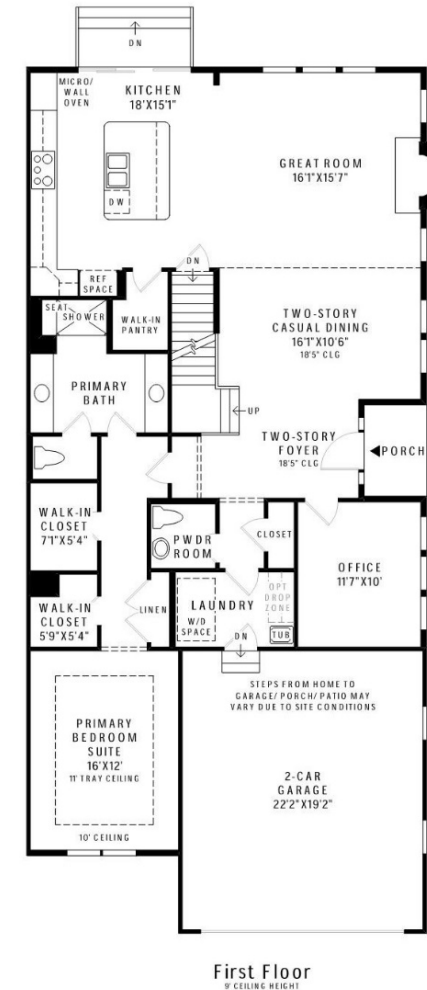 DN
MICRO/
WALL
OVEN
KITCHEN
18'X15'1"
GREAT ROOM
16'1"X15'7"
DW
DN
REF
SPACE
SEAT
SHOWER
WALK-IN
PANTRY
TWO-STORY
CASUAL DINING
16'1"X10'6"
18'5" CLG
PRIMARY
BATH
UP
TWO-STORY
FOYER
18'5" CLG
PORCH
WALK-IN
CLOSET
7'1"X5'4"
PWDR
ROOM
CLOSET
OFFICE
11'7"X10'
WALK-IN
CLOSET
5'9"X5'4"
LINEN
LAUNDRY
W/D
SPACE
OPT
DROP
ZONE
TUB
DN
STEPS FROM HOME TO
GARAGE/ PORCH/ PATIO MAY
VARY DUE TO SITE CONDITIONS
PRIMARY
BEDROOM
SUITE
16'X12'
11' TRAY CEILING
10' CEILING
2-CAR
GARAGE
22'2"X19'2"
First Floor
9' CEILING HEIGHT